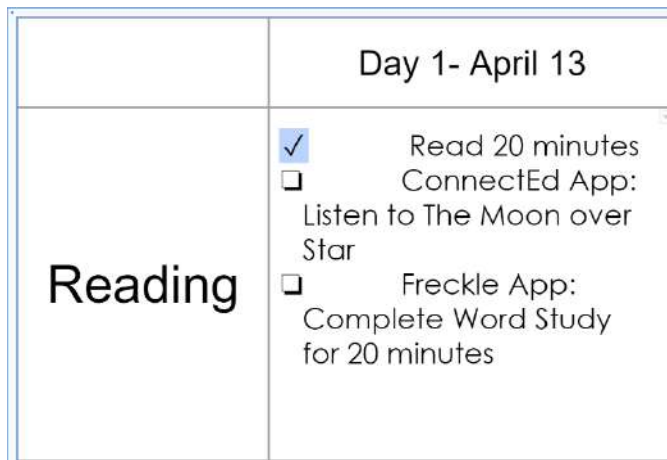 Day 1- April 13
Reading
✓ Read 20 minutes
❑ ConnectEd App:
Listen to The Moon over
Star
❑ Freckle App:
Complete Word Study
for 20 minutes